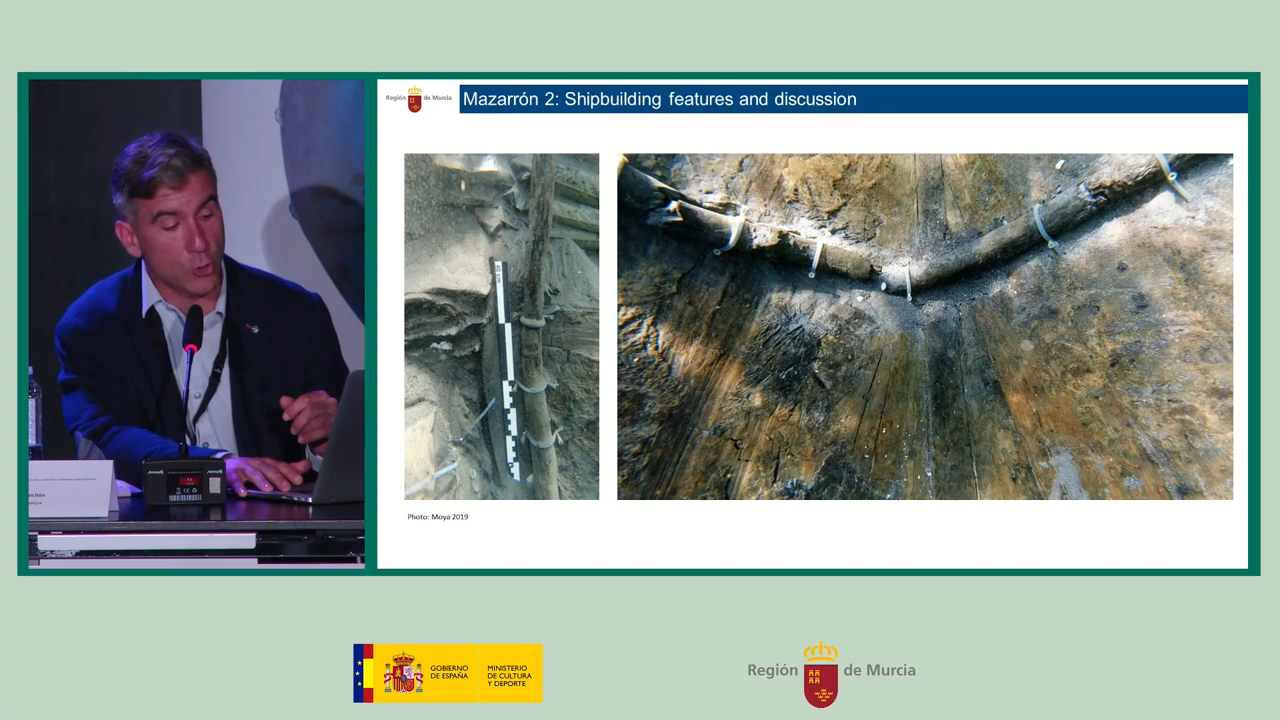 Región de Murcia
Mazarrón 2: Shipbuilding features and discussion
Photo: Moya 2019
GOBIERNO
DE ESPAÑA
MINISTERIO
DE CULTURA
Y DEPORTE
Región de Murcia